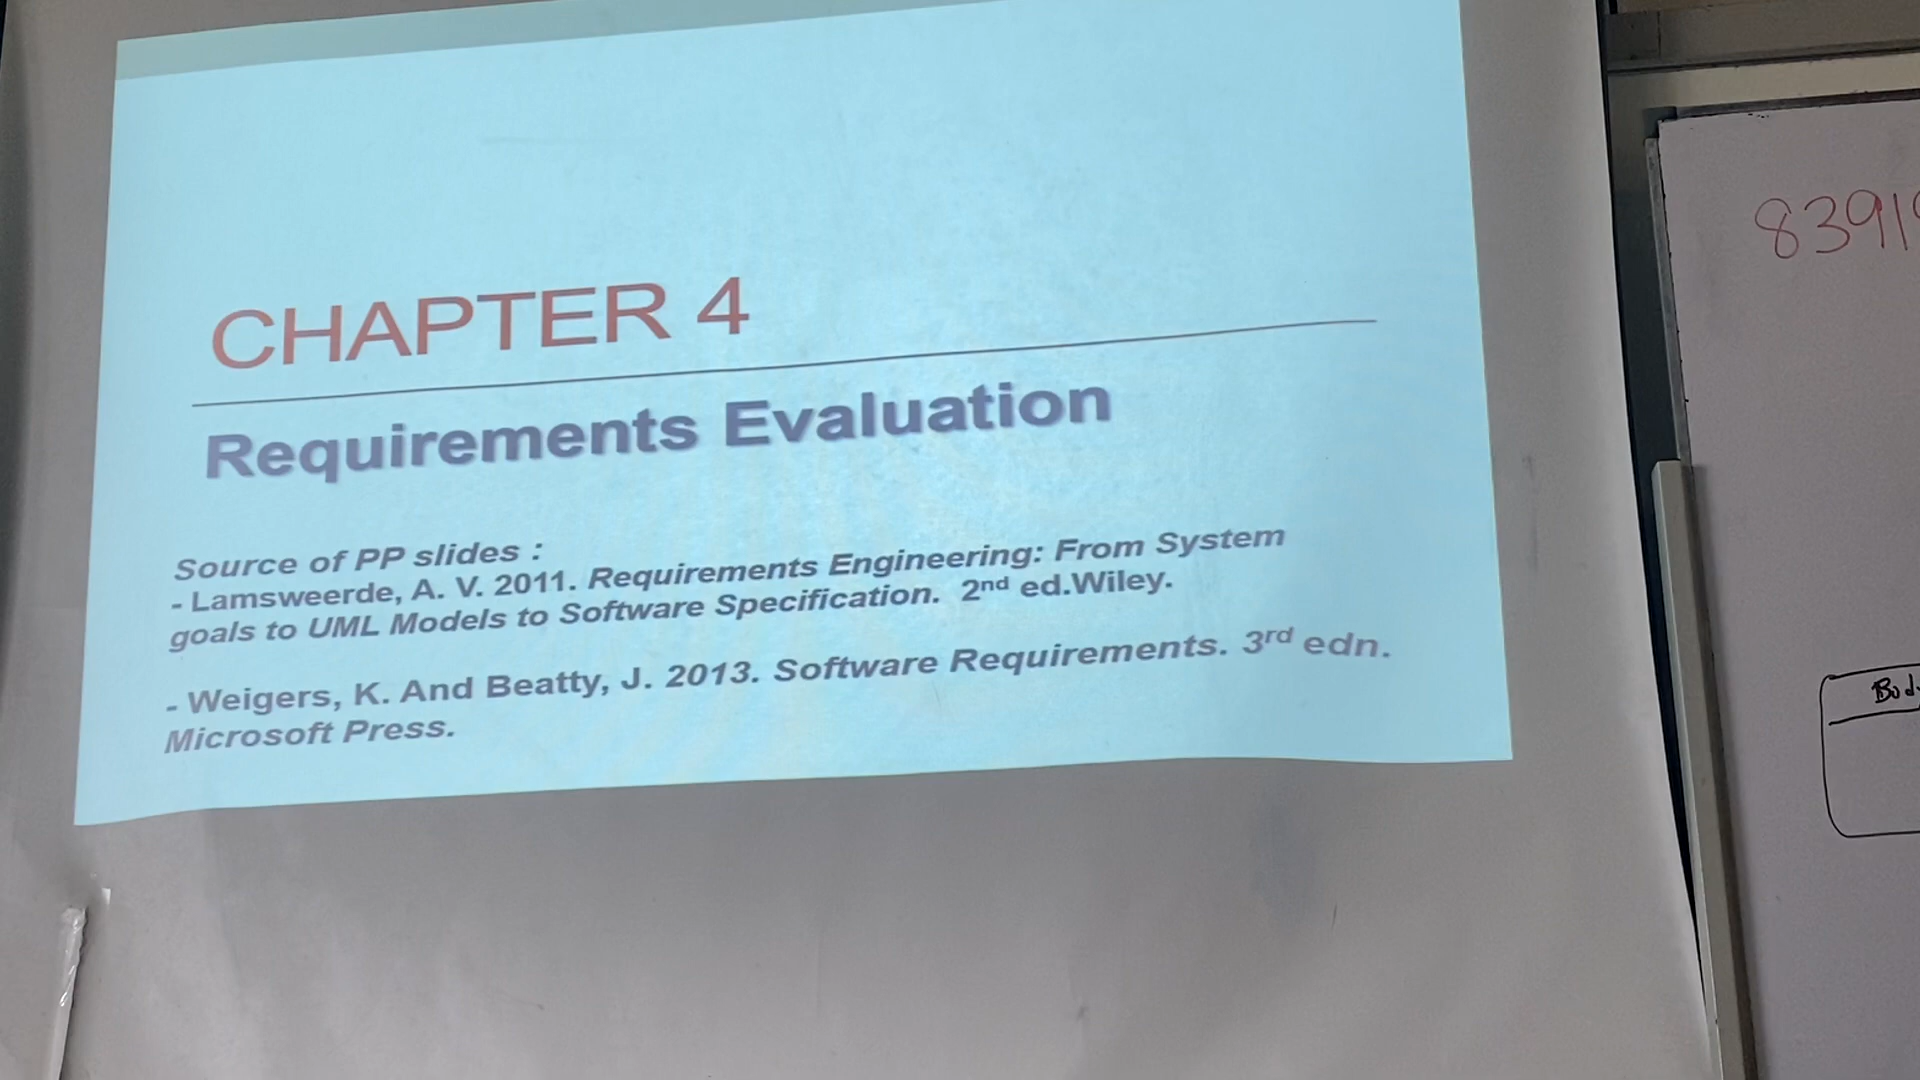 CHAPTER 4
Requirements Evaluation
Source of PP slides :
- Lamsweerde, A. V. 2011. Requirements Engineering: From System
goals to UML Models to Software Specification. 2nd ed.Wiley.
- Weigers, K. And Beatty, J. 2013. Software Requirements. 3rd edn.
Microsoft Press.